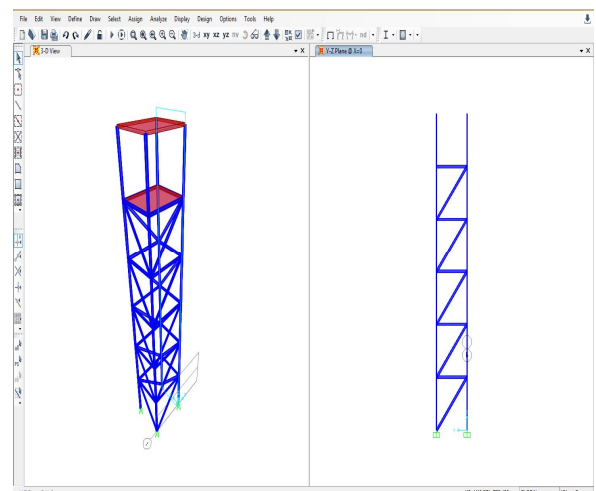 File Edit View Define Draw Select Assign Analyze Display Design Options Tools Help
3-d xy xz yz nv nd
3-D View
Y-Z Plane @ X=0